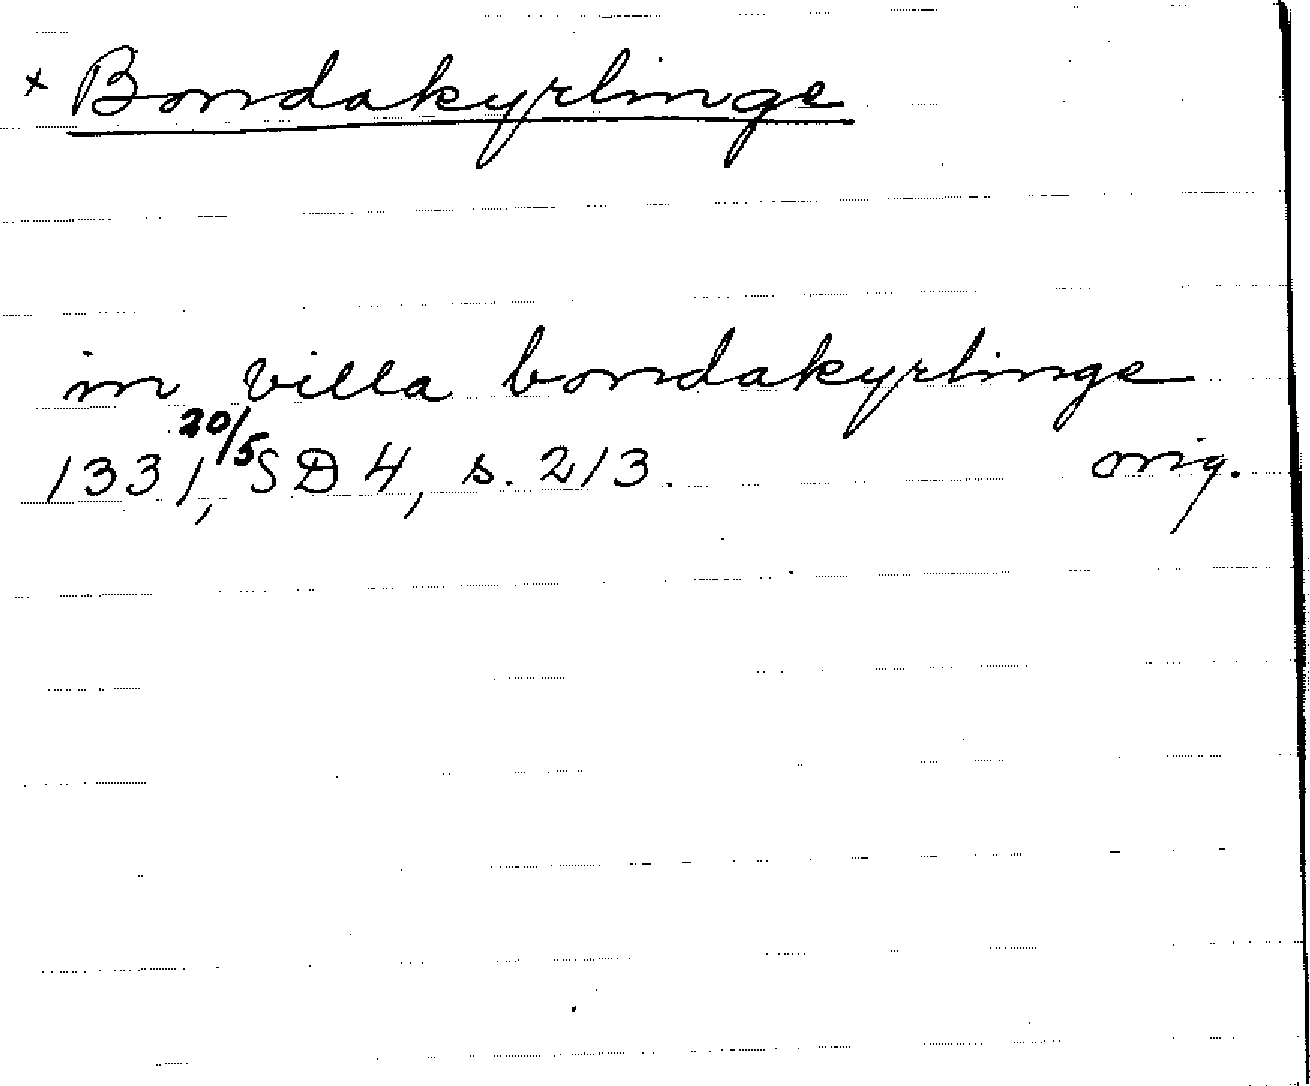 × Bondakyrlinge
in villa bondakyrlinge
1331 20/5, SD 4, s. 213. orig.